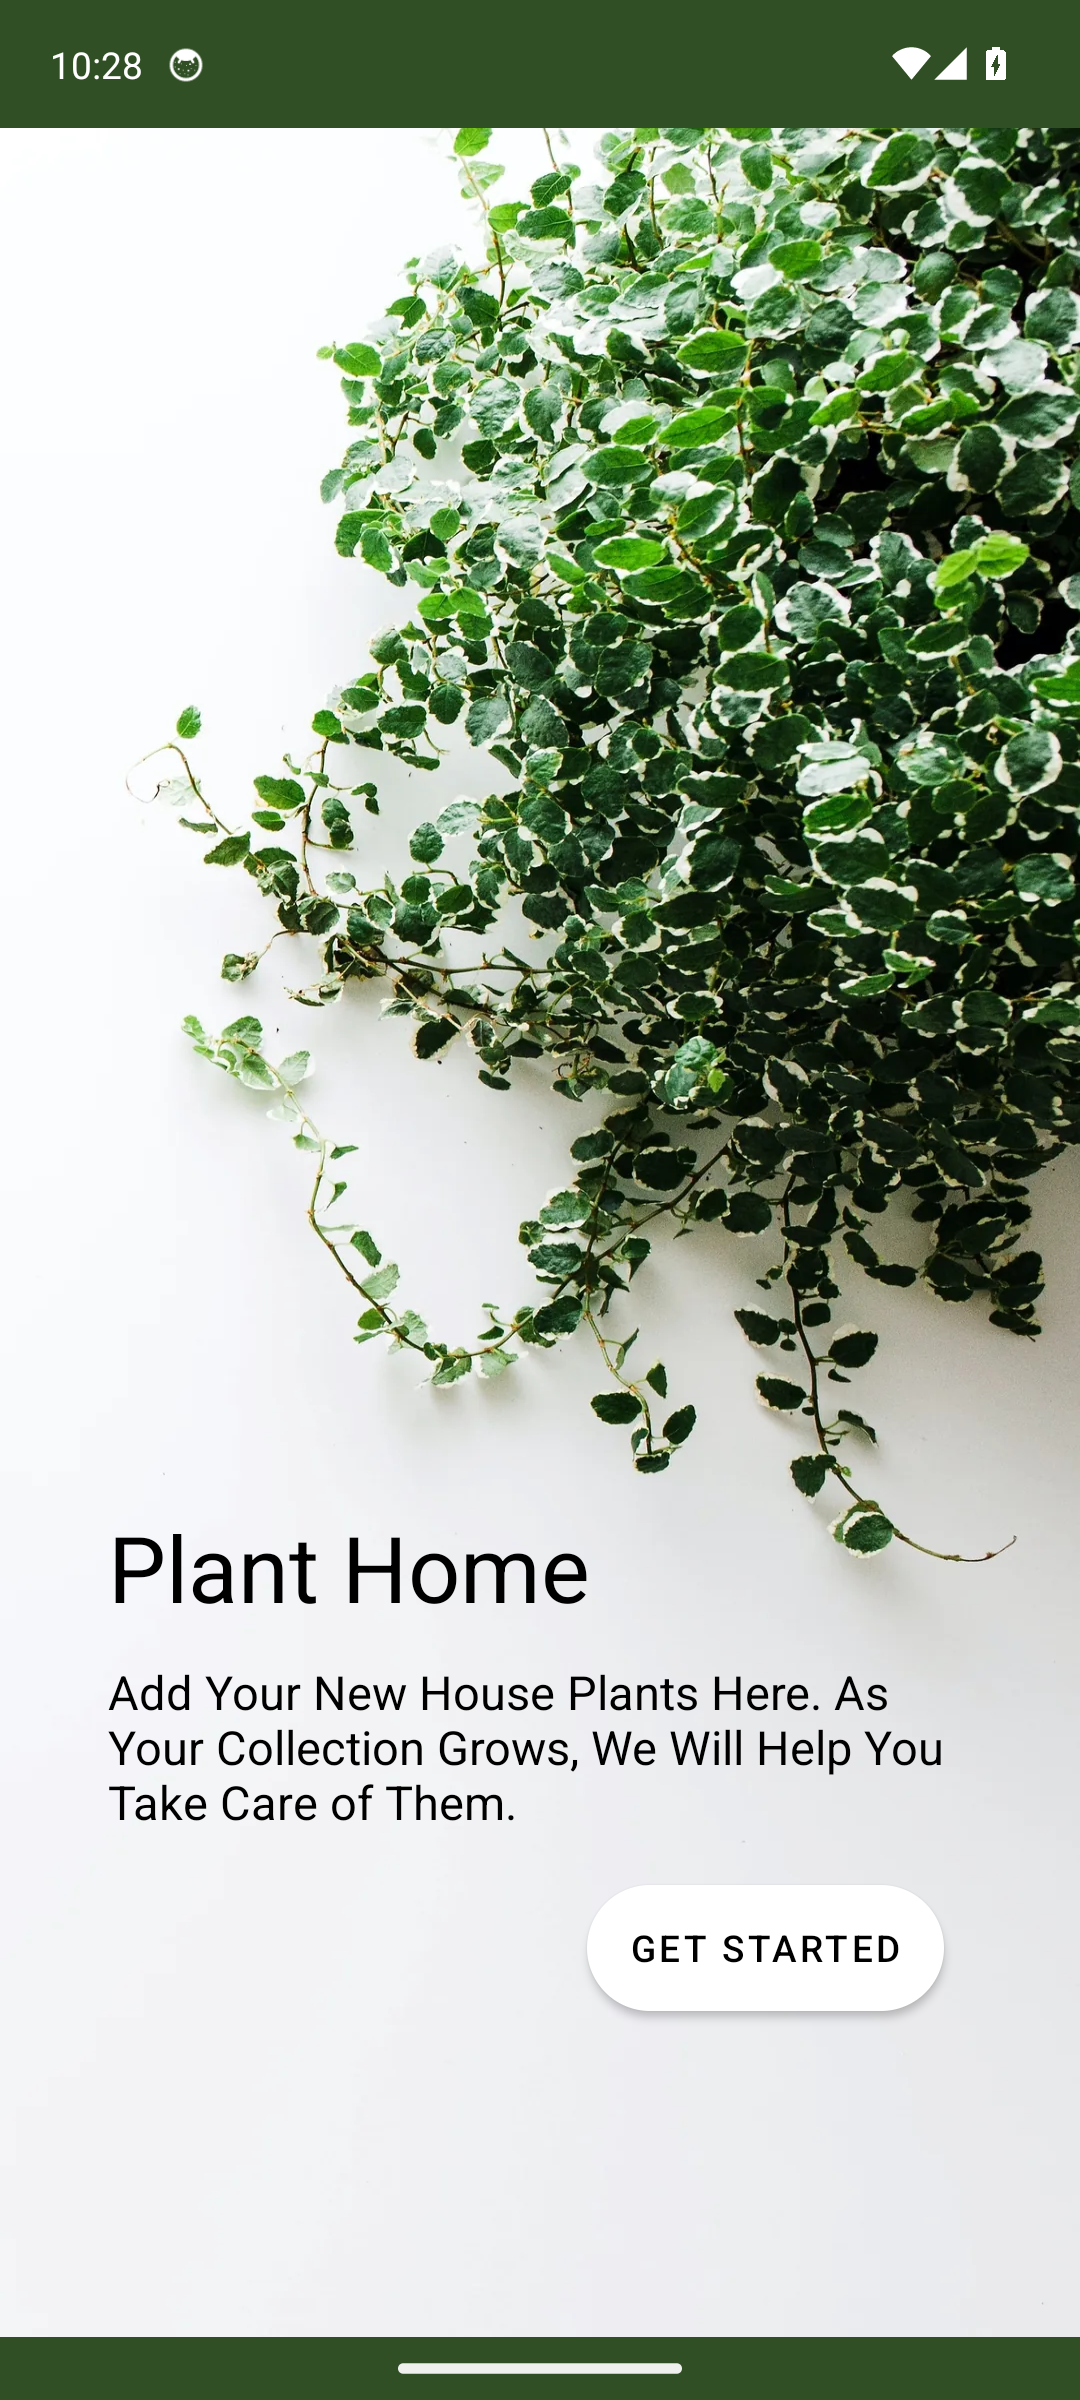 10:28
Plant Home
Add Your New House Plants Here. As
Your Collection Grows, We Will Help You
Take Care of Them.
GET STARTED